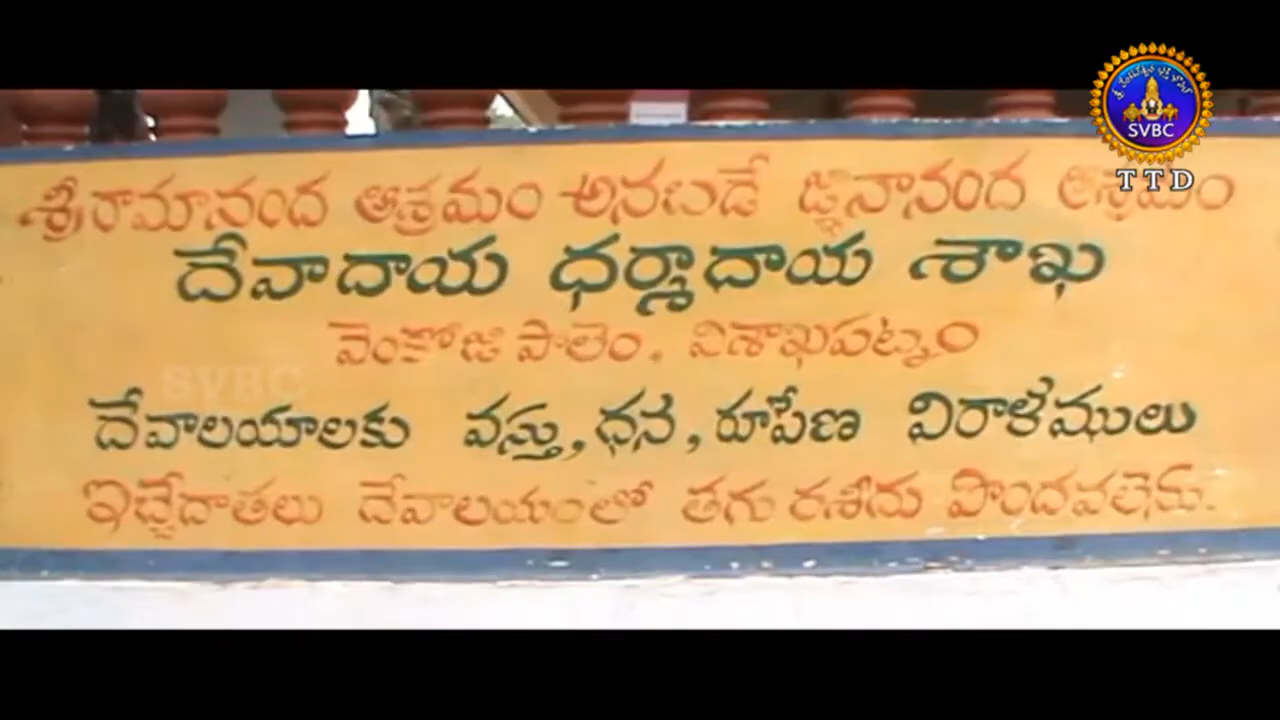 శ్రీరామానంద ఆశ్రమం అనబడే జ్ఞానానంద ఆశ్రమం
దేవాదాయ ధర్మాదాయ శాఖ
వెంకోజి పాలెం. విశాఖపట్నం
దేవాలయాలకు వస్తు, ధన, రూపేణ విరాళములు
ఇచ్చేదాతలు దేవాలయంలో తగు రశీదు పొందవలెను.
SVBC
TTD
SVBC